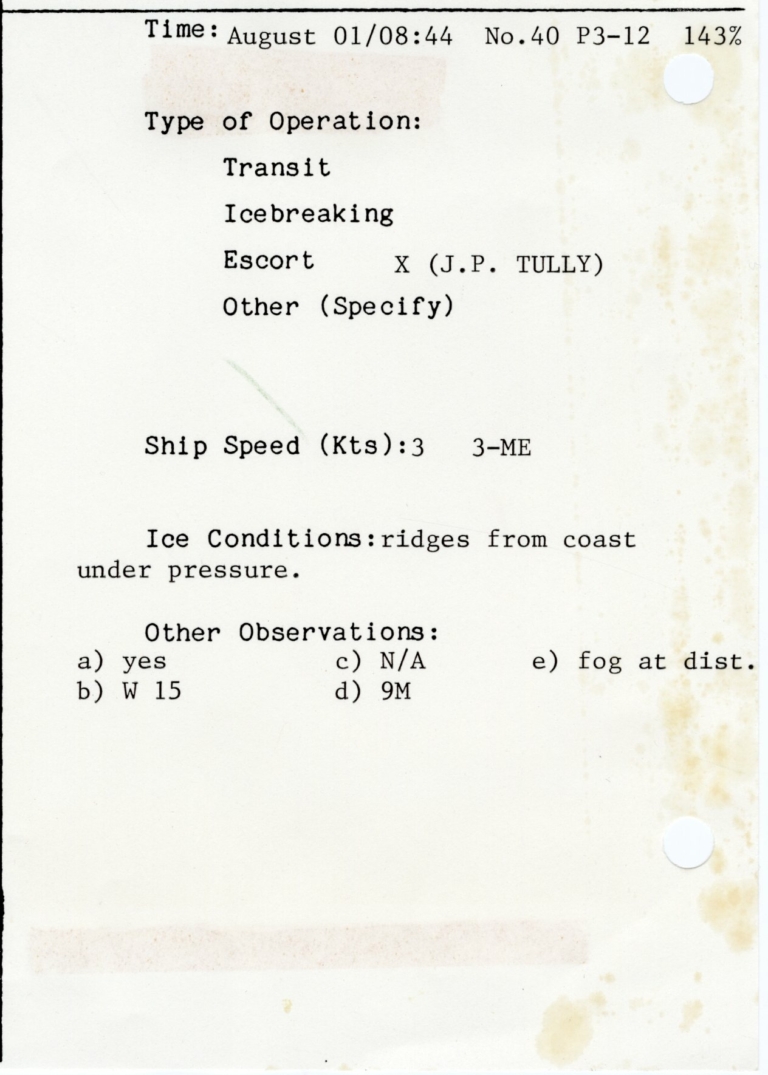 Time: August 01/08:44 No.40 P3-12 143%
Type of Operation:
Transit
Icebreaking
Escort X (J.P. TULLY)
Other (Specify)
Ship Speed (Kts):3 3-ME
Ice Conditions:ridges from coast
under pressure.
Other Observations:
a) yes c) N/A e) fog at dist.
b) W 15 d) 9M